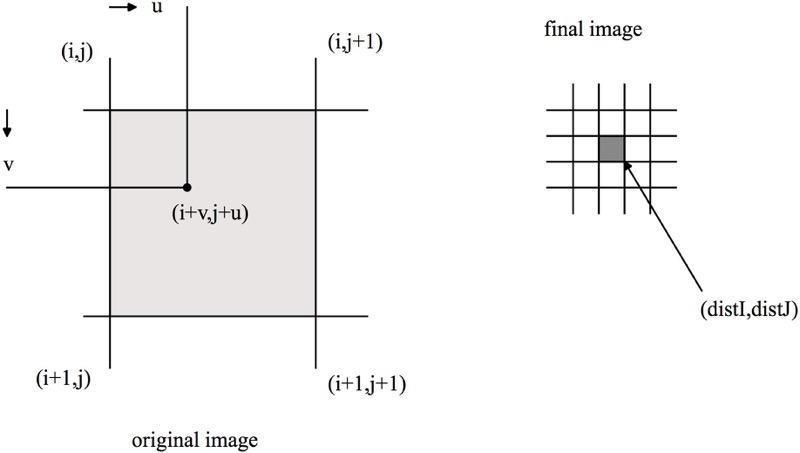 u
final image
(i,j)
(i,j+1)
v
(i+v,j+u)
(distI,distJ)
(i+1,j)
(i+1,j+1)
original image